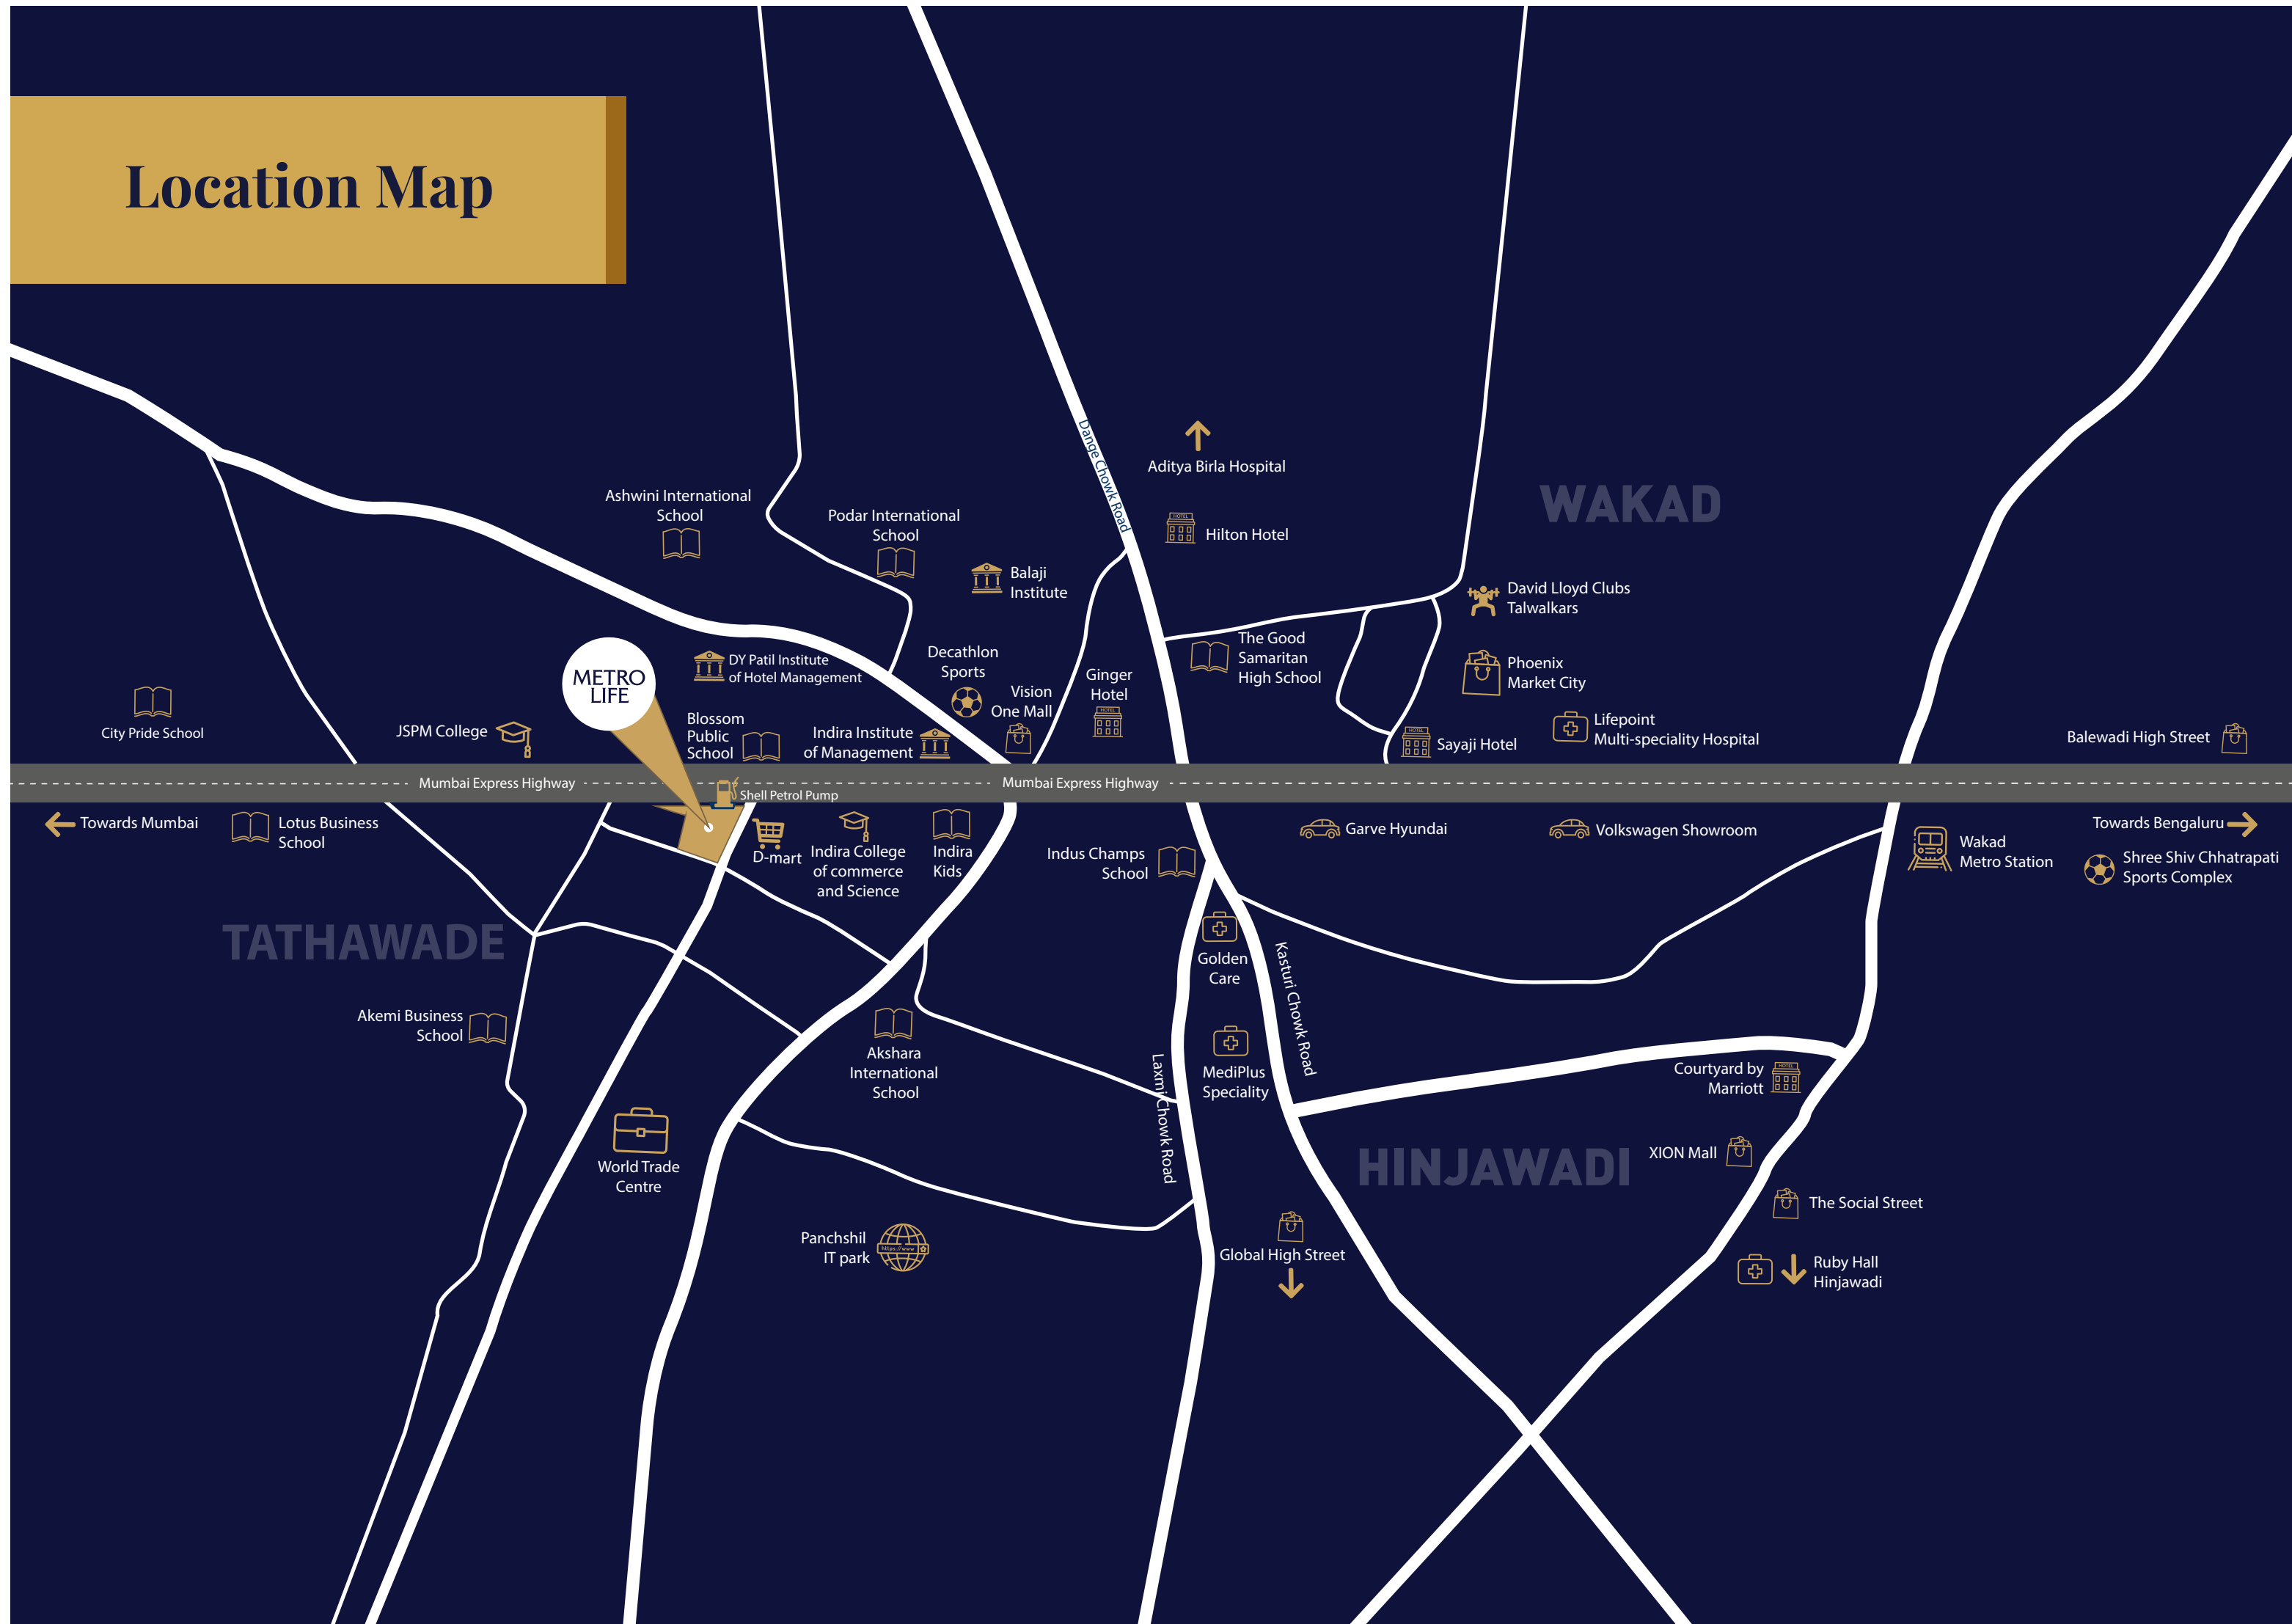 Location Map
Dange Chowk Road
Aditya Birla Hospital
HOTEL
Hilton Hotel
WAKAD
Ashwini International
School
Podar International
School
Balaji
Institute
David Lloyd Clubs
Talwalkars
The Good
Samaritan
High School
Phoenix
Market City
DY Patil Institute
of Hotel Management
Decathlon
Sports
Vision
One Mall
Ginger
Hotel
HOTEL
METRO
LIFE
City Pride School
JSPM College
Blossom
Public
School
Indira Institute
of Management
HOTEL
Sayaji Hotel
Lifepoint
Multi-speciality Hospital
Balewadi High Street
Mumbai Express Highway
Mumbai Express Highway
Shell Petrol Pump
Towards Mumbai
Lotus Business
School
D-mart
Indira College
of commerce
and Science
Indira
Kids
Indus Champs
School
Garve Hyundai
Volkswagen Showroom
Wakad
Metro Station
Towards Bengaluru
Shree Shiv Chhatrapati
Sports Complex
TATHAWADE
Golden
Care
Kasturi Chowk Road
Akemi Business
School
Akshara
International
School
Laxmi Chowk Road
MediPlus
Speciality
Courtyard by
Marriott
HOTEL
World Trade
Centre
HINJAWADI
XION Mall
The Social Street
Panchshil
IT park
https://www
Global High Street
Ruby Hall
Hinjawadi